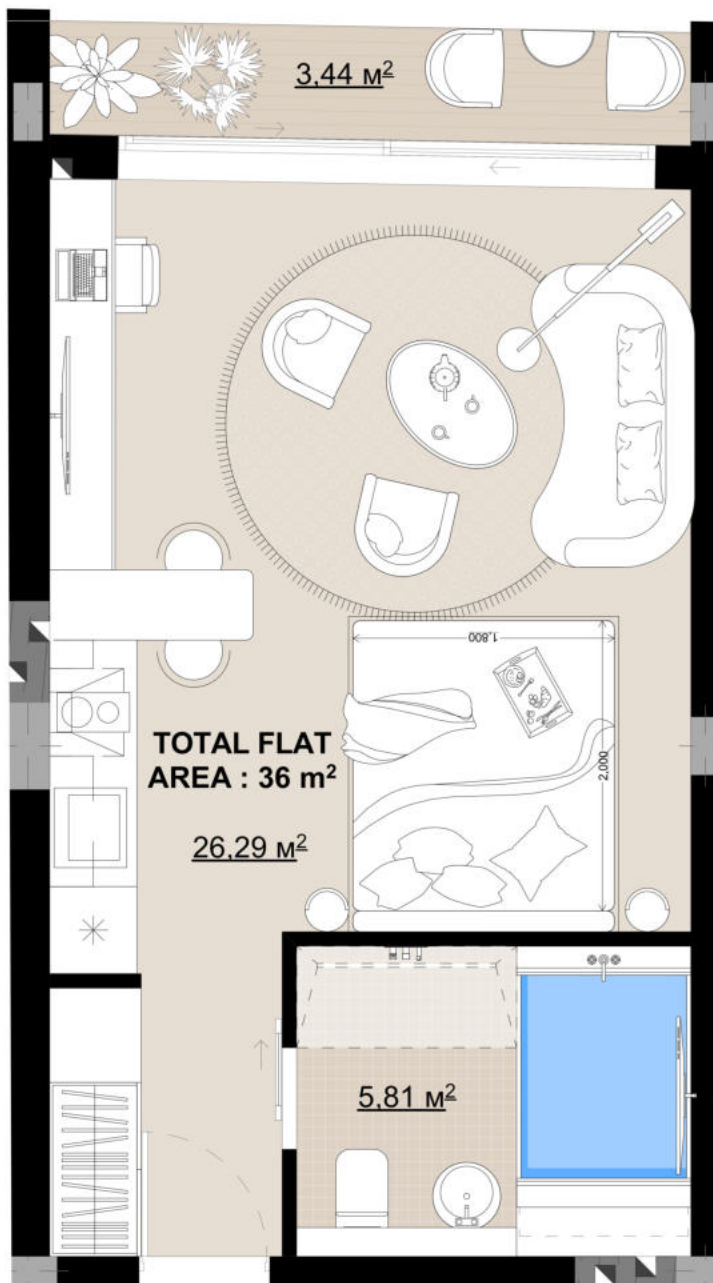 3,44 м²
1,800
2,000
TOTAL FLAT
AREA : 36 m²
26,29 м²
5,81 м²